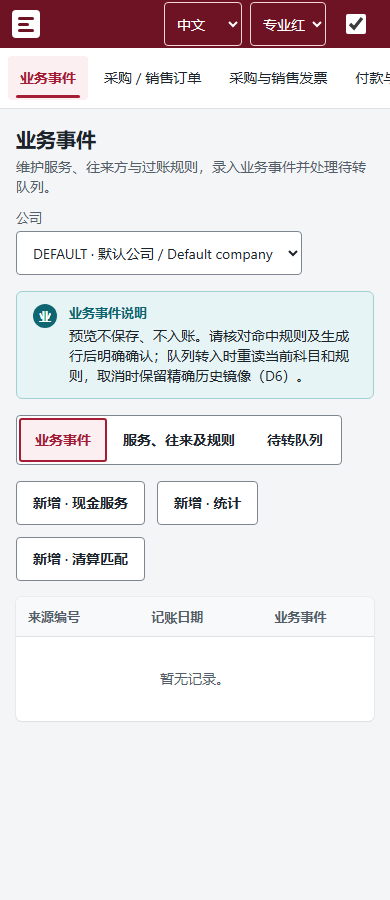 中文 专业红
业务事件 采购 / 销售订单 采购与销售发票 付款与
业务事件
维护服务、往来方与过账规则，录入业务事件并处理待转
队列。
公司
DEFAULT · 默认公司 / Default company
业 业务事件说明
预览不保存、不入账。请核对命中规则及生成
行后明确确认；队列转入时重读当前科目和规
则，取消时保留精确历史镜像（D6）。
业务事件 服务、往来及规则 待转队列
新增 · 现金服务 新增 · 统计
新增 · 清算匹配
来源编号 记账日期 业务事件
暂无记录。